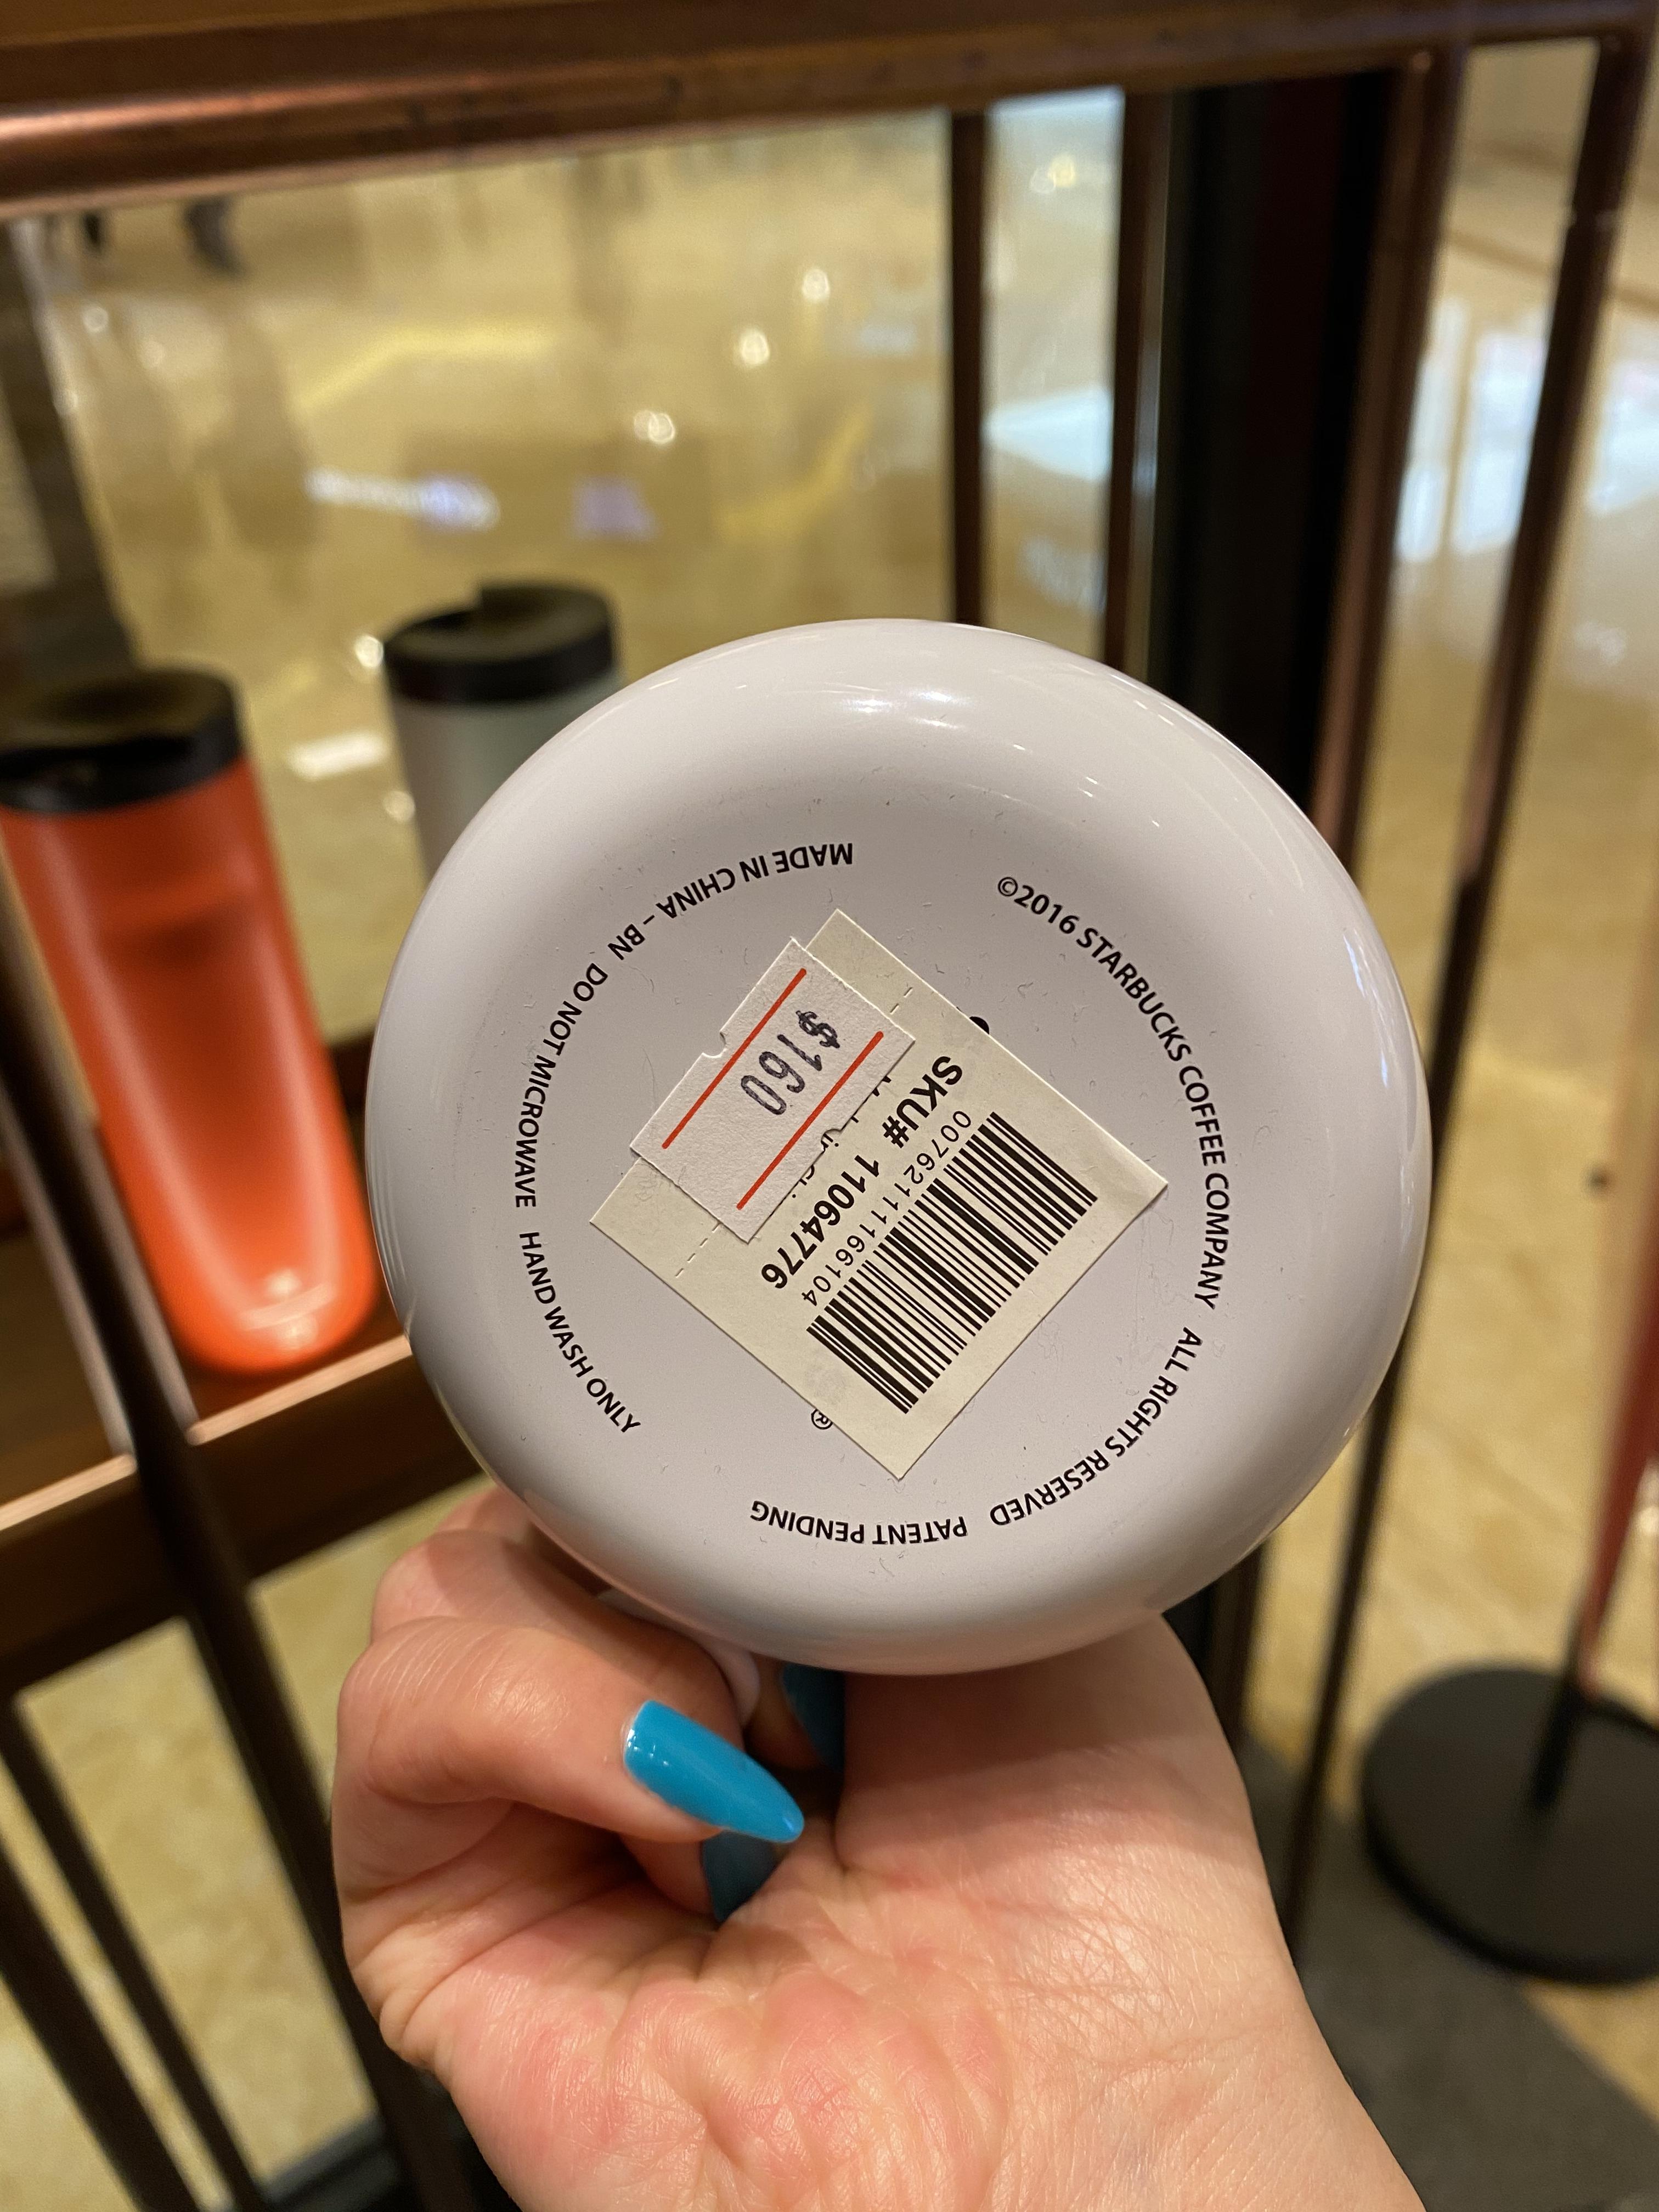 ©2016 STARBUCKS COFFEE COMPANY ALL RIGHTS RESERVED PATENT PENDING
HAND WASH ONLY DO NOT MICROWAVE MADE IN CHINA – BN
$160
SKU# 11064776
00762111166104
®